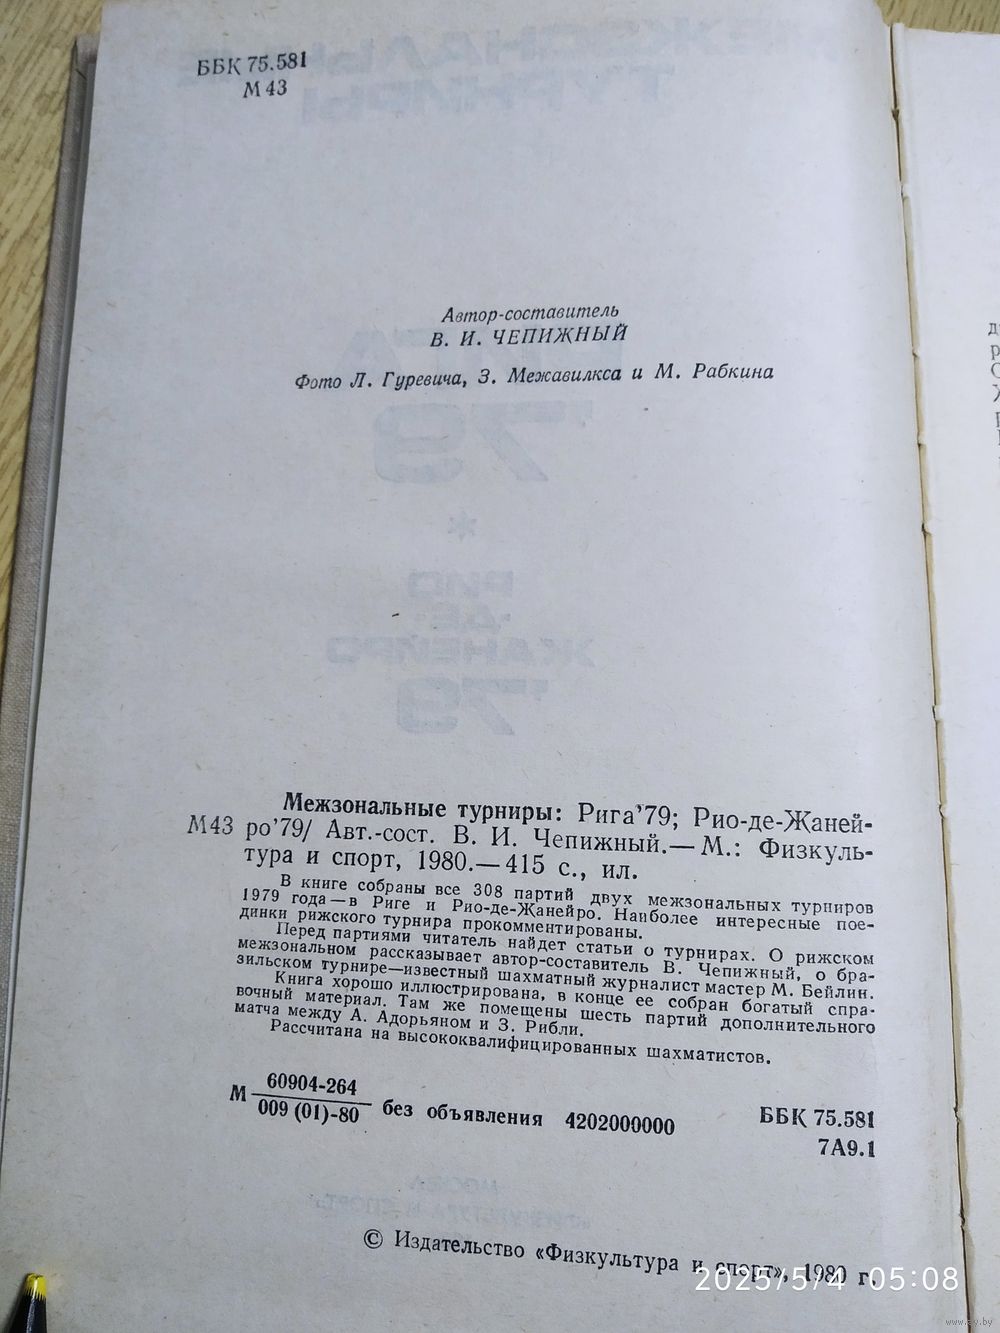 ББК 75.581
М 43
Автор-составитель
В. И. ЧЕПИЖНЫЙ
Фото Л. Гуревича, З. Межавилкса и М. Рабкина
Межзональные турниры: Рига'79; Рио-де-Жаней-
М43 ро'79/ Авт.-сост. В. И. Чепижный.— М.: Физкуль-
тура и спорт, 1980.— 415 с., ил.
В книге собраны все 308 партий двух межзональных турниров
1979 года — в Риге и Рио-де-Жанейро. Наиболее интересные пое-
динки рижского турнира прокомментированы.
Перед партиями читатель найдет статьи о турнирах. О рижском
межзональном рассказывает автор-составитель В. Чепижный, о бра-
зильском турнире—известный шахматный журналист мастер М. Бейлин.
Книга хорошо иллюстрирована, в конце ее собран богатый спра-
вочный материал. Там же помещены шесть партий дополнительного
матча между А. Адорьяном и З. Рибли.
Рассчитана на высококвалифицированных шахматистов.
М 60904-264
009 (01)-80 без объявления 4202000000
ББК 75.581
7А9.1
© Издательство «Физкультура и спорт», 1980 г.
2025/5/4 05:08
www.ay.by